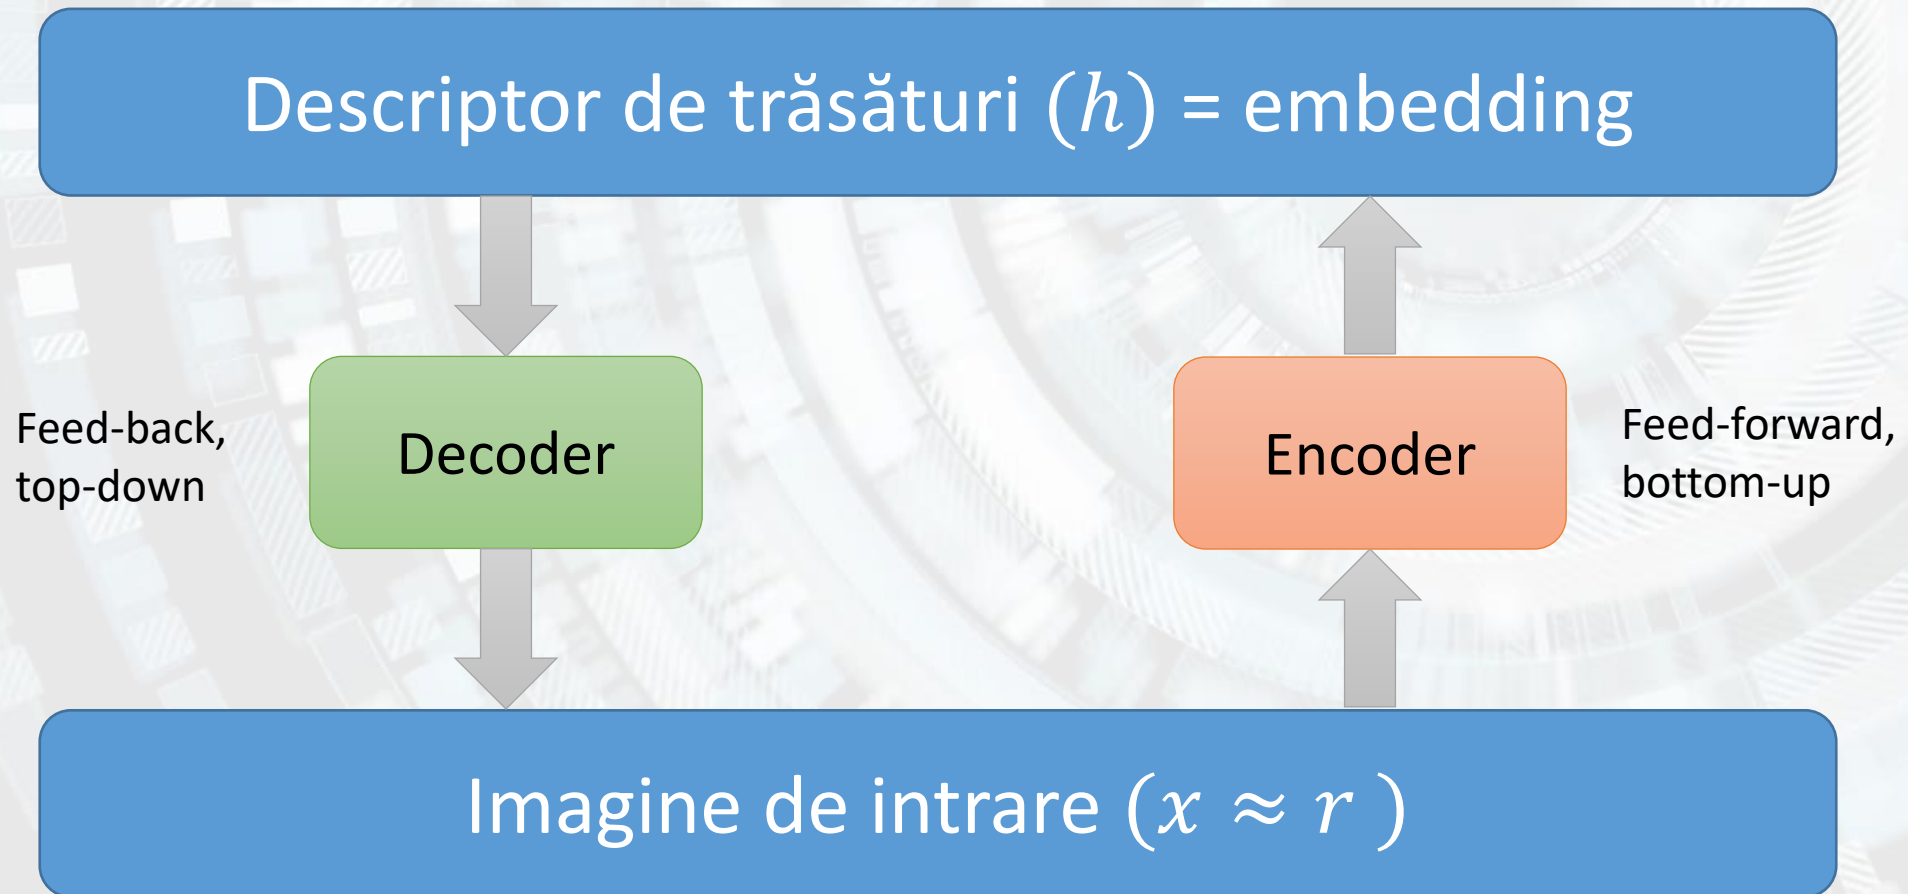 Descriptor de trăsături (h) = embedding
Feed-back,
top-down
Decoder
Encoder
Feed-forward,
bottom-up
Imagine de intrare (x ≈ r )